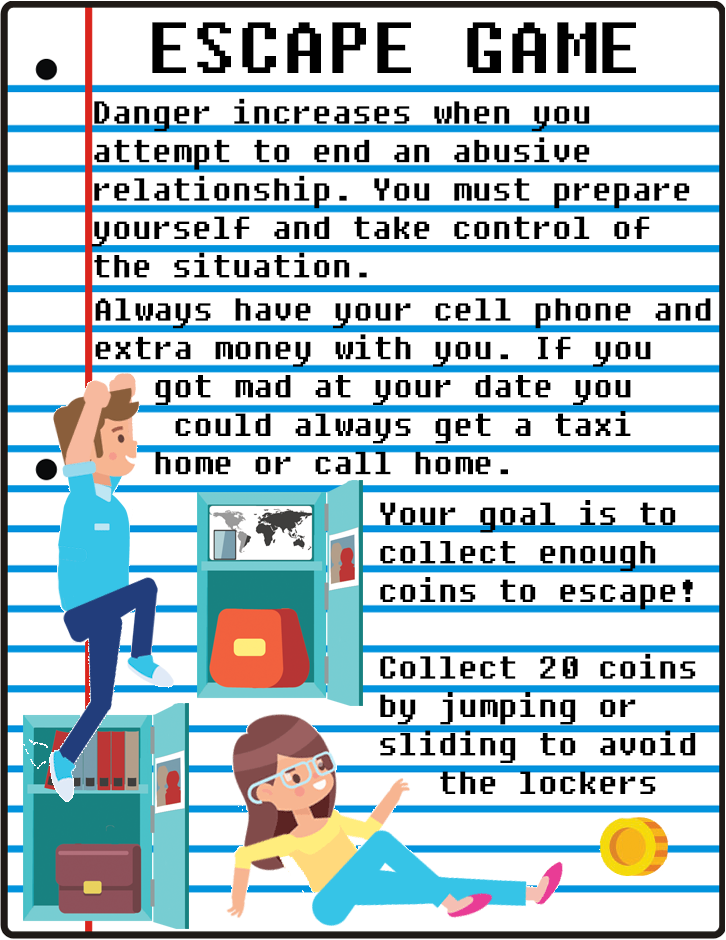 ESCAPE GAME
Danger increases when you
attempt to end an abusive
relationship. You must prepare
yourself and take control of
the situation.
Always have your cell phone and
extra money with you. If you
got mad at your date you
could always get a taxi
home or call home.
Your goal is to
collect enough
coins to escape!
Collect 20 coins
by jumping or
sliding to avoid
the lockers